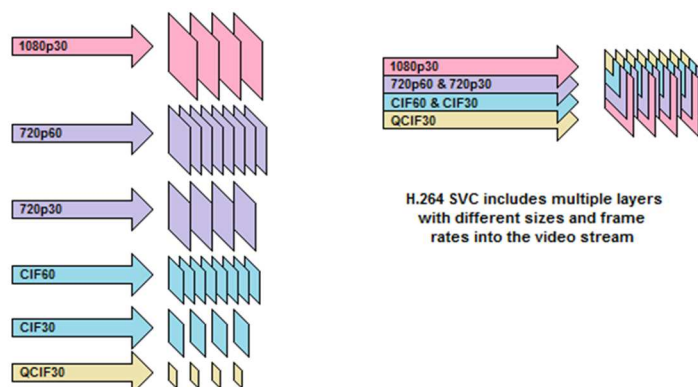 1080p30
720p60
720p30
CIF60
CIF30
QCIF30
1080p30
720p60 & 720p30
CIF60 & CIF30
QCIF30
H.264 SVC includes multiple layers
with different sizes and frame
rates into the video stream